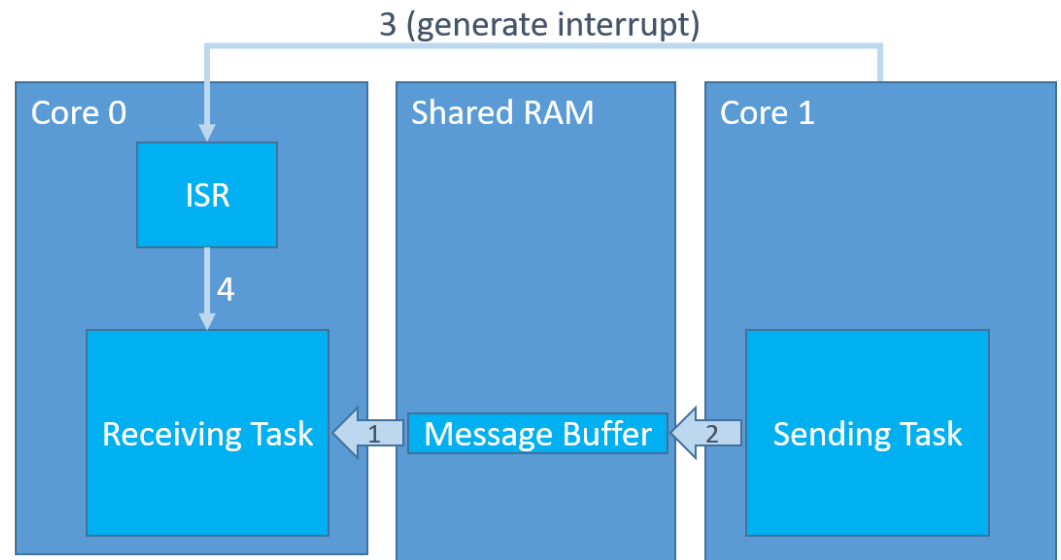 3 (generate interrupt)
Core 0
Shared RAM
Core 1
ISR
4
Receiving Task
1
Message Buffer
2
Sending Task